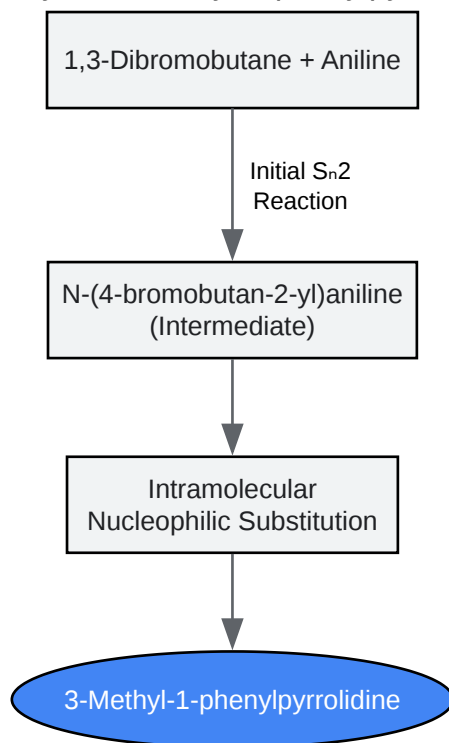 1,3-Dibromobutane + Aniline
Initial Sₙ2
Reaction
N-(4-bromobutan-2-yl)aniline
(Intermediate)
Intramolecular
Nucleophilic Substitution
3-Methyl-1-phenylpyrrolidine